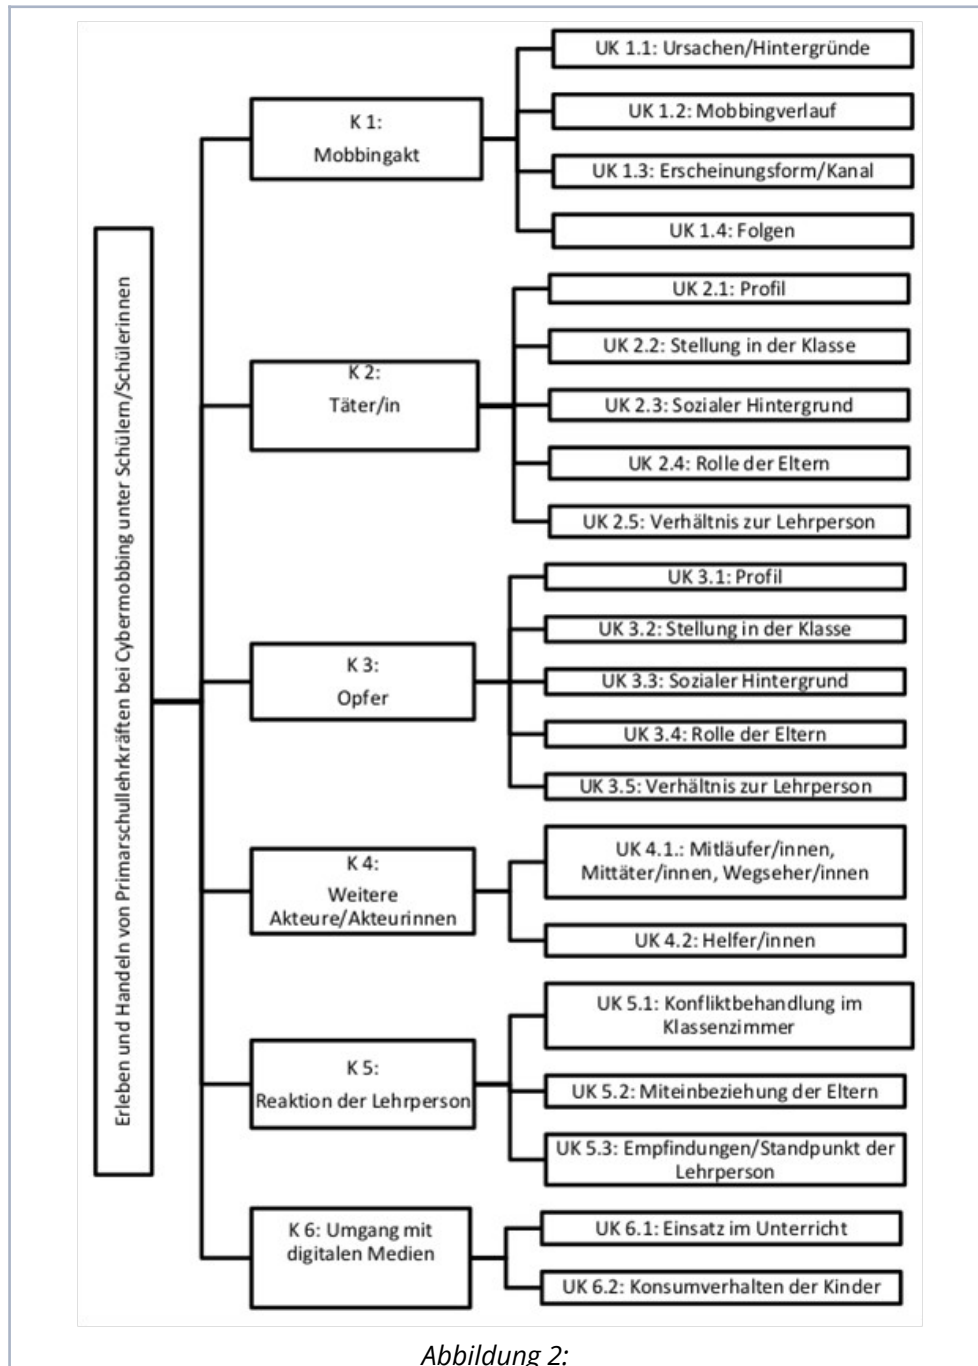 Erleben und Handeln von Primarschullehrkräften bei Cybermobbing unter Schülern/Schülerinnen
K 1:
Mobbingakt
UK 1.1: Ursachen/Hintergründe
UK 1.2: Mobbingverlauf
UK 1.3: Erscheinungsform/Kanal
UK 1.4: Folgen
K 2:
Täter/in
UK 2.1: Profil
UK 2.2: Stellung in der Klasse
UK 2.3: Sozialer Hintergrund
UK 2.4: Rolle der Eltern
UK 2.5: Verhältnis zur Lehrperson
K 3:
Opfer
UK 3.1: Profil
UK 3.2: Stellung in der Klasse
UK 3.3: Sozialer Hintergrund
UK 3.4: Rolle der Eltern
UK 3.5: Verhältnis zur Lehrperson
K 4:
Weitere
Akteure/Akteurinnen
UK 4.1.: Mitläufer/innen,
Mittäter/innen, Wegseher/innen
UK 4.2: Helfer/innen
K 5:
Reaktion der Lehrperson
UK 5.1: Konfliktbehandlung im
Klassenzimmer
UK 5.2: Miteinbeziehung der Eltern
UK 5.3: Empfindungen/Standpunkt der
Lehrperson
K 6: Umgang mit
digitalen Medien
UK 6.1: Einsatz im Unterricht
UK 6.2: Konsumverhalten der Kinder
Abbildung 2: